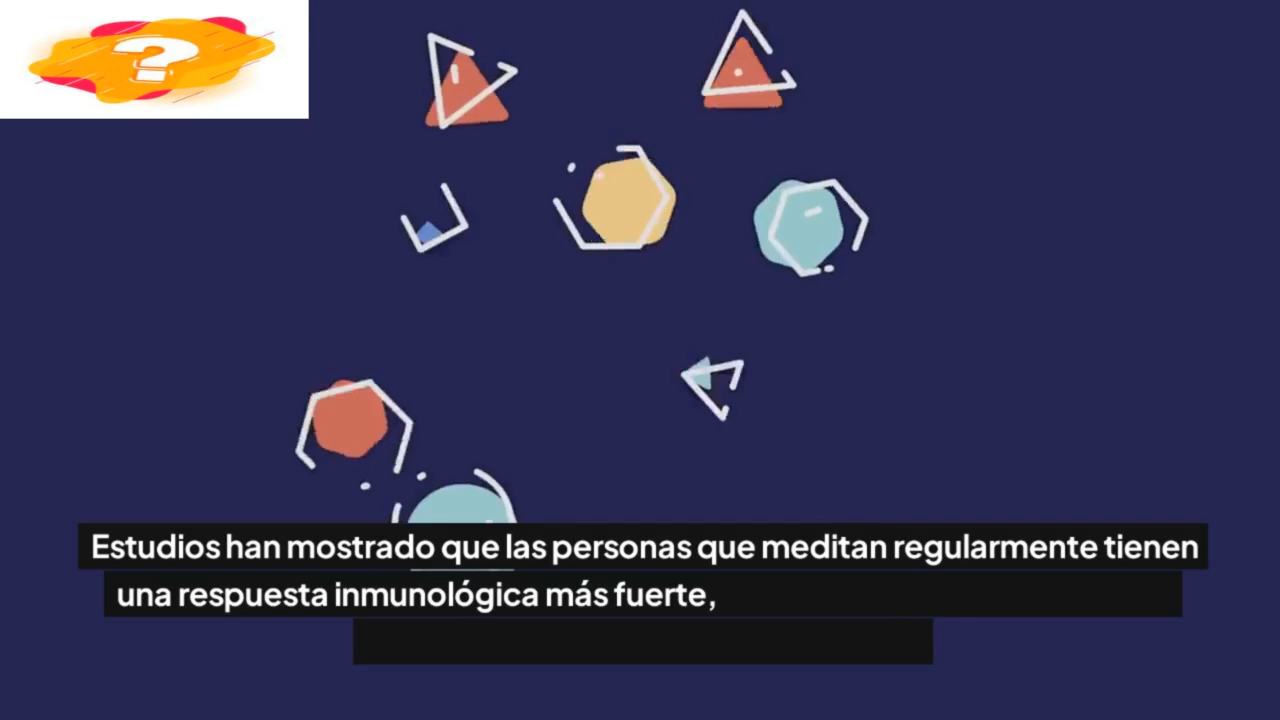 ?
Estudios han mostrado que las personas que meditan regularmente tienen
una respuesta inmunológica más fuerte,